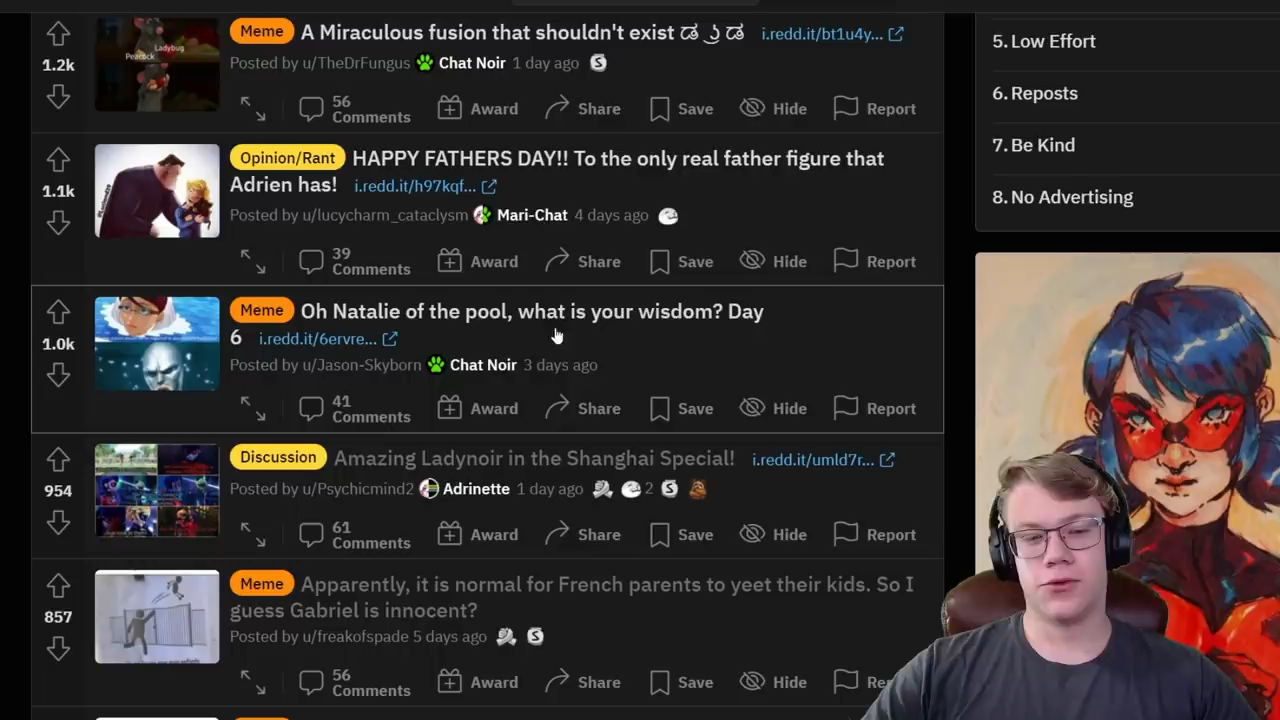 Meme A Miraculous fusion that shouldn't exist ಡ ͜ʖ ಡ i.redd.it/bt1u4y...
Posted by u/TheDrFungus Chat Noir 1 day ago
1.2k
Peacock Ladybug
56 Comments Award Share Save Hide Report
Opinion/Rant HAPPY FATHERS DAY!! To the only real father figure that
Adrien has! i.redd.it/h97kqf...
1.1k
Posted by u/lucycharm_cataclysm Mari-Chat 4 days ago
39 Comments Award Share Save Hide Report
Meme Oh Natalie of the pool, what is your wisdom? Day
6 i.redd.it/6ervre...
1.0k
Posted by u/Jason-Skyborn Chat Noir 3 days ago
41 Comments Award Share Save Hide Report
Discussion Amazing Ladynoir in the Shanghai Special! i.redd.it/umld7r...
954
Posted by u/Psychicmind2 Adrinette 1 day ago 2
61 Comments Award Share Save Hide Report
Meme Apparently, it is normal for French parents to yeet their kids. So I
guess Gabriel is innocent?
857
Posted by u/freakofspade 5 days ago
56 Comments Award Share Save Hide Re
5. Low Effort
6. Reposts
7. Be Kind
8. No Advertising